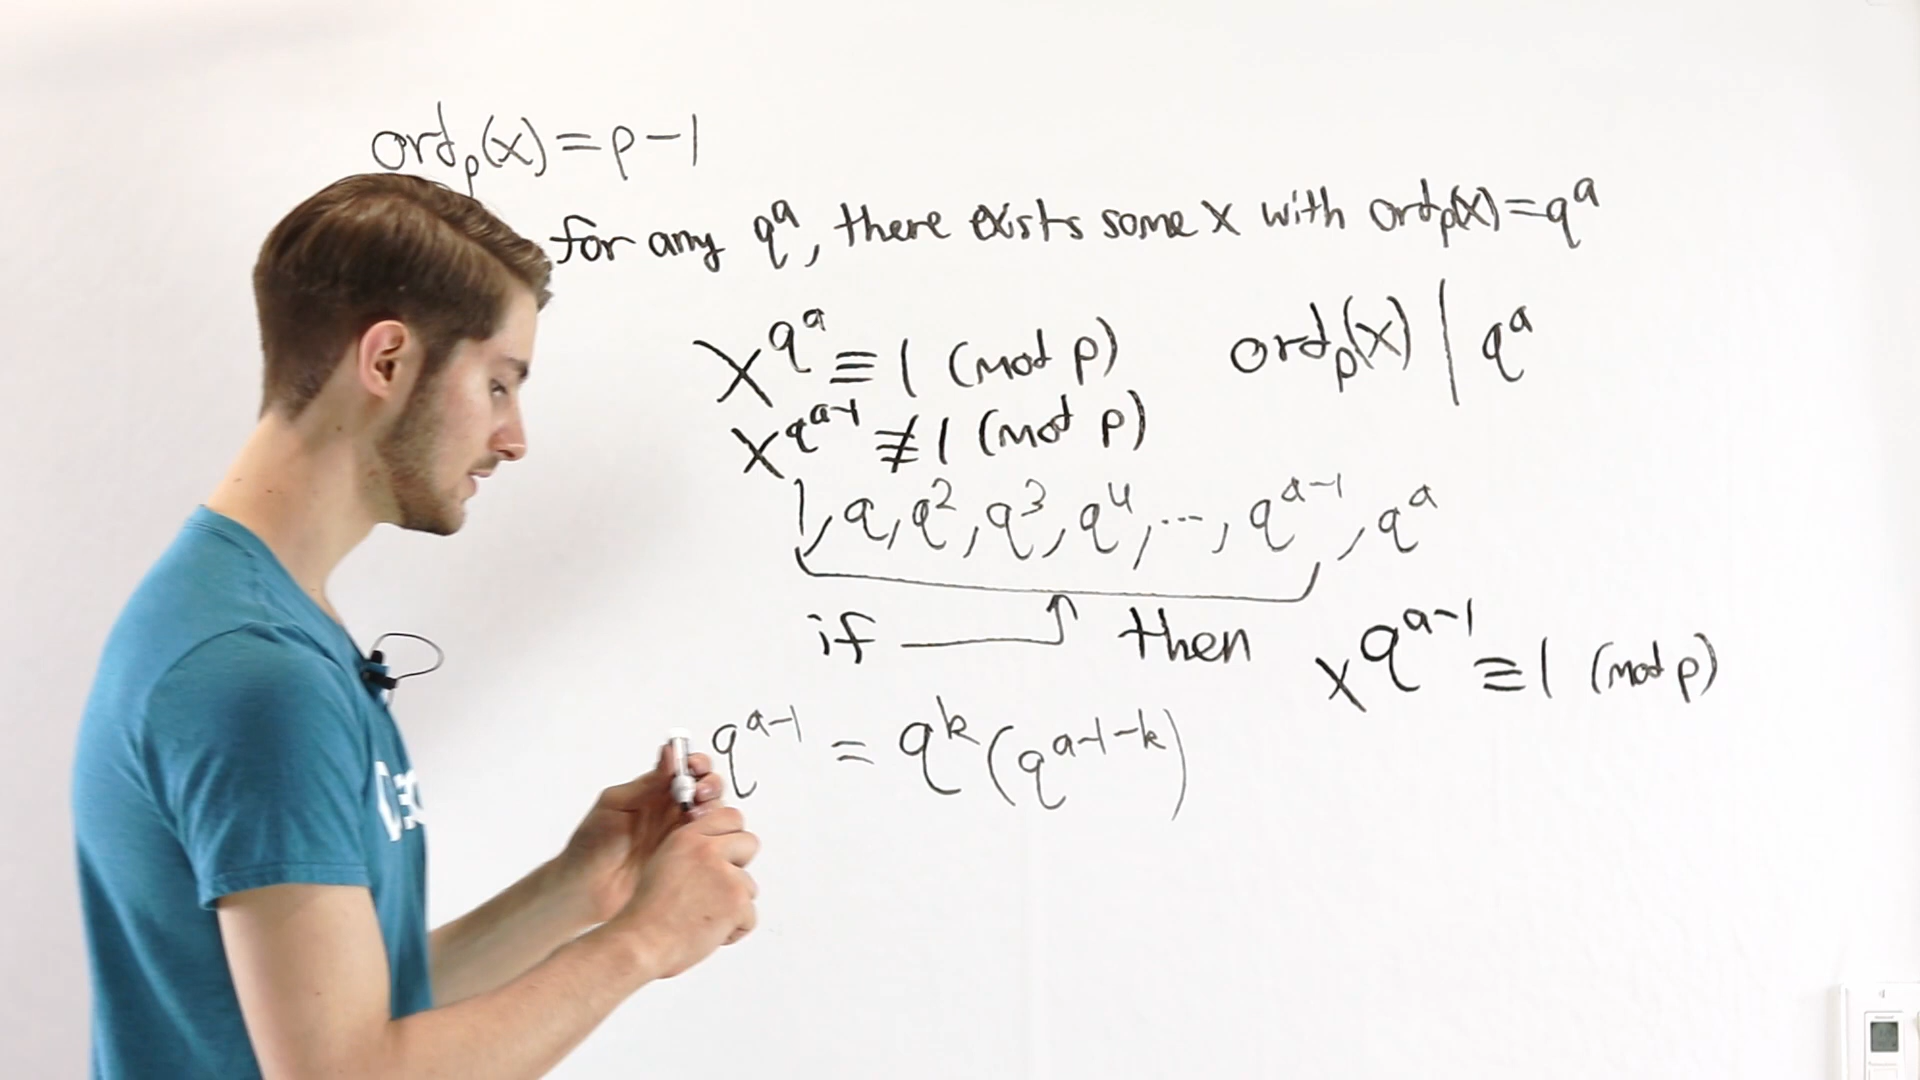 ord_p(x) = p-1
for any q^a, there exists some x with ord_p(x) = q^a
x^{q^a} ≡ 1 (mod p) ord_p(x) | q^a
x^{q^{a-1}} ≢ 1 (mod p)
1, q, q^2, q^3, q^4, ..., q^{a-1}, q^a
if then x^{q^{a-1}} ≡ 1 (mod p)
q^{a-1} = q^k (q^{a-1-k})